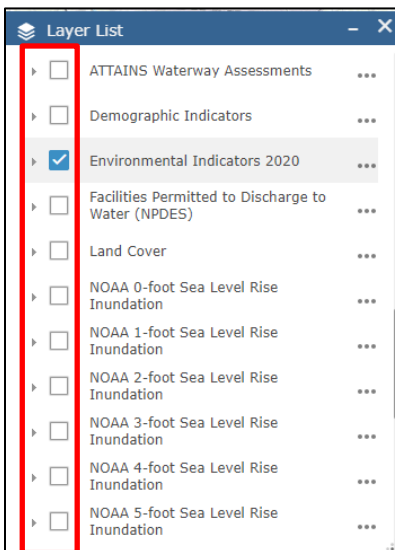 Layer List
ATTAINS Waterway Assessments
Demographic Indicators
Environmental Indicators 2020
Facilities Permitted to Discharge to
Water (NPDES)
Land Cover
NOAA 0-foot Sea Level Rise
Inundation
NOAA 1-foot Sea Level Rise
Inundation
NOAA 2-foot Sea Level Rise
Inundation
NOAA 3-foot Sea Level Rise
Inundation
NOAA 4-foot Sea Level Rise
Inundation
NOAA 5-foot Sea Level Rise
Inundation